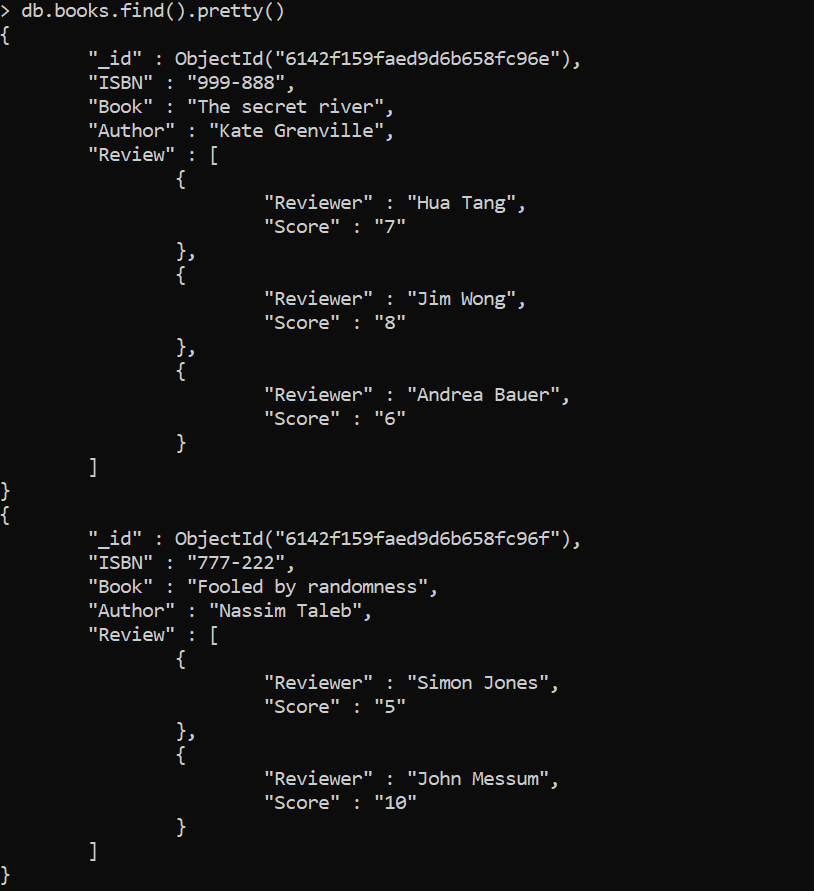 > db.books.find().pretty()
{
"_id" : ObjectId("6142f159faed9d6b658fc96e"),
"ISBN" : "999-888",
"Book" : "The secret river",
"Author" : "Kate Grenville",
"Review" : [
{
"Reviewer" : "Hua Tang",
"Score" : "7"
},
{
"Reviewer" : "Jim Wong",
"Score" : "8"
},
{
"Reviewer" : "Andrea Bauer",
"Score" : "6"
}
]
}
{
"_id" : ObjectId("6142f159faed9d6b658fc96f"),
"ISBN" : "777-222",
"Book" : "Fooled by randomness",
"Author" : "Nassim Taleb",
"Review" : [
{
"Reviewer" : "Simon Jones",
"Score" : "5"
},
{
"Reviewer" : "John Messum",
"Score" : "10"
}
]
}